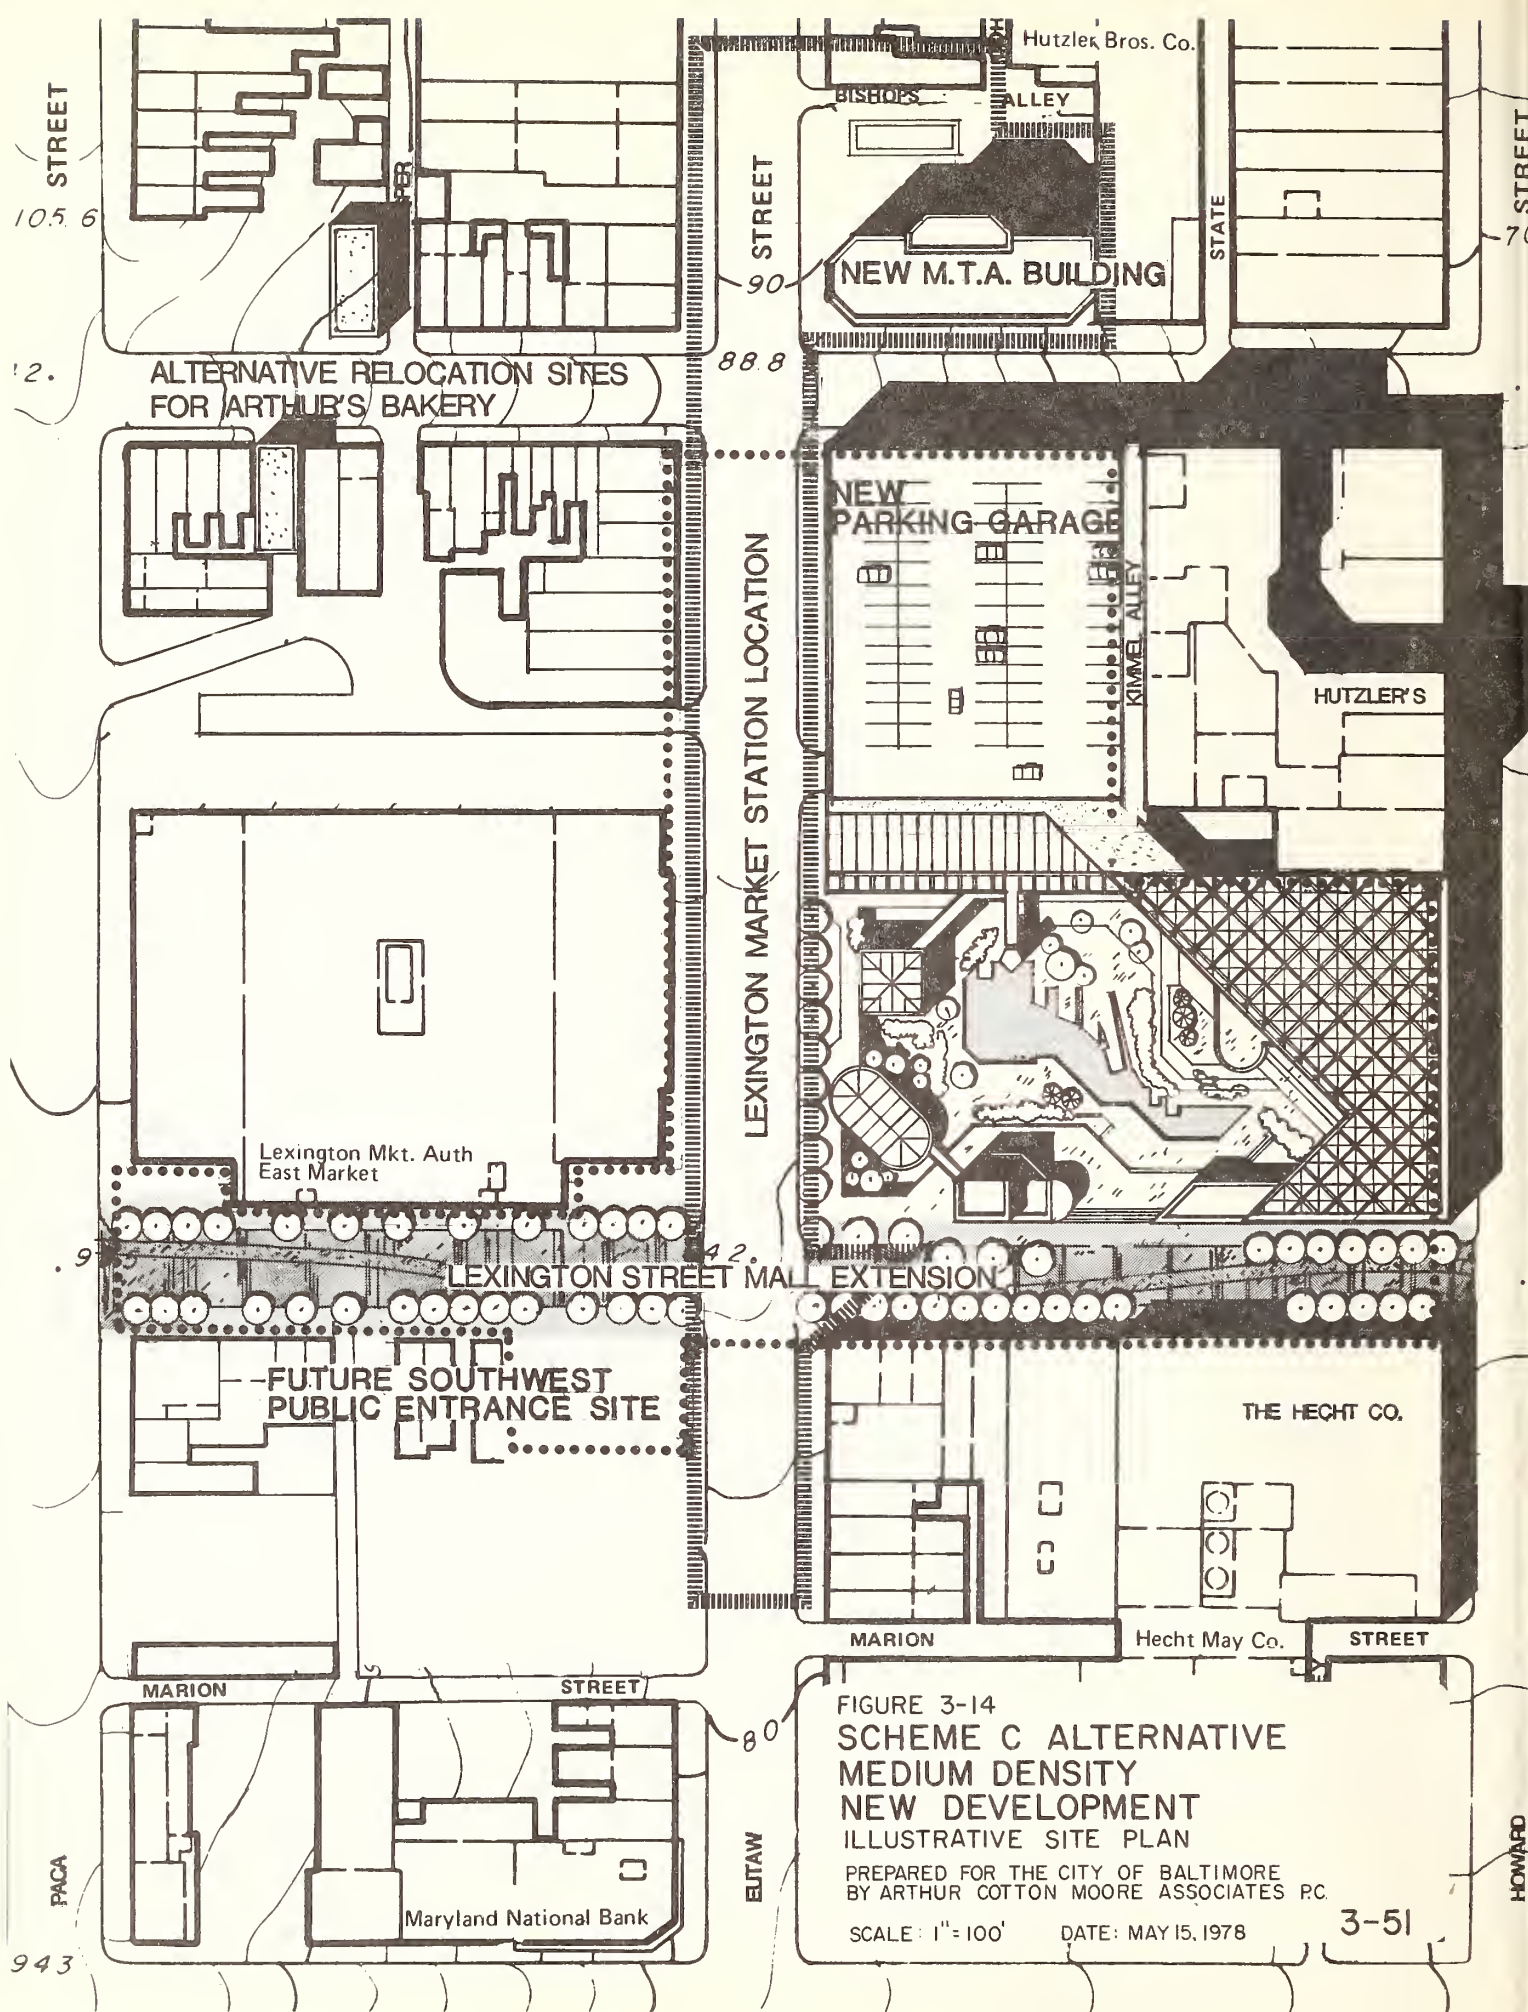 Hutzler Bros. Co.
BISHOPS
ALLEY
STREET
STREET
STATE
STREET
105.6
90
NEW M.T.A. BUILDING
88.8
ALTERNATIVE RELOCATION SITES
FOR ARTHUR'S BAKERY
NEW
PARKING GARAGE
KIMMEL ALLEY
HUTZLER'S
LEXINGTON MARKET STATION LOCATION
Lexington Mkt. Auth
East Market
LEXINGTON STREET MALL EXTENSION
FUTURE SOUTHWEST
PUBLIC ENTRANCE SITE
THE HECHT CO.
MARION
Hecht May Co.
STREET
MARION
STREET
80
FIGURE 3-14
SCHEME C ALTERNATIVE
MEDIUM DENSITY
NEW DEVELOPMENT
ILLUSTRATIVE SITE PLAN
PREPARED FOR THE CITY OF BALTIMORE
BY ARTHUR COTTON MOORE ASSOCIATES P.C.
SCALE: 1"=100'
DATE: MAY 15, 1978
3-51
PACA
EUTAW
HOWARD
Maryland National Bank
943